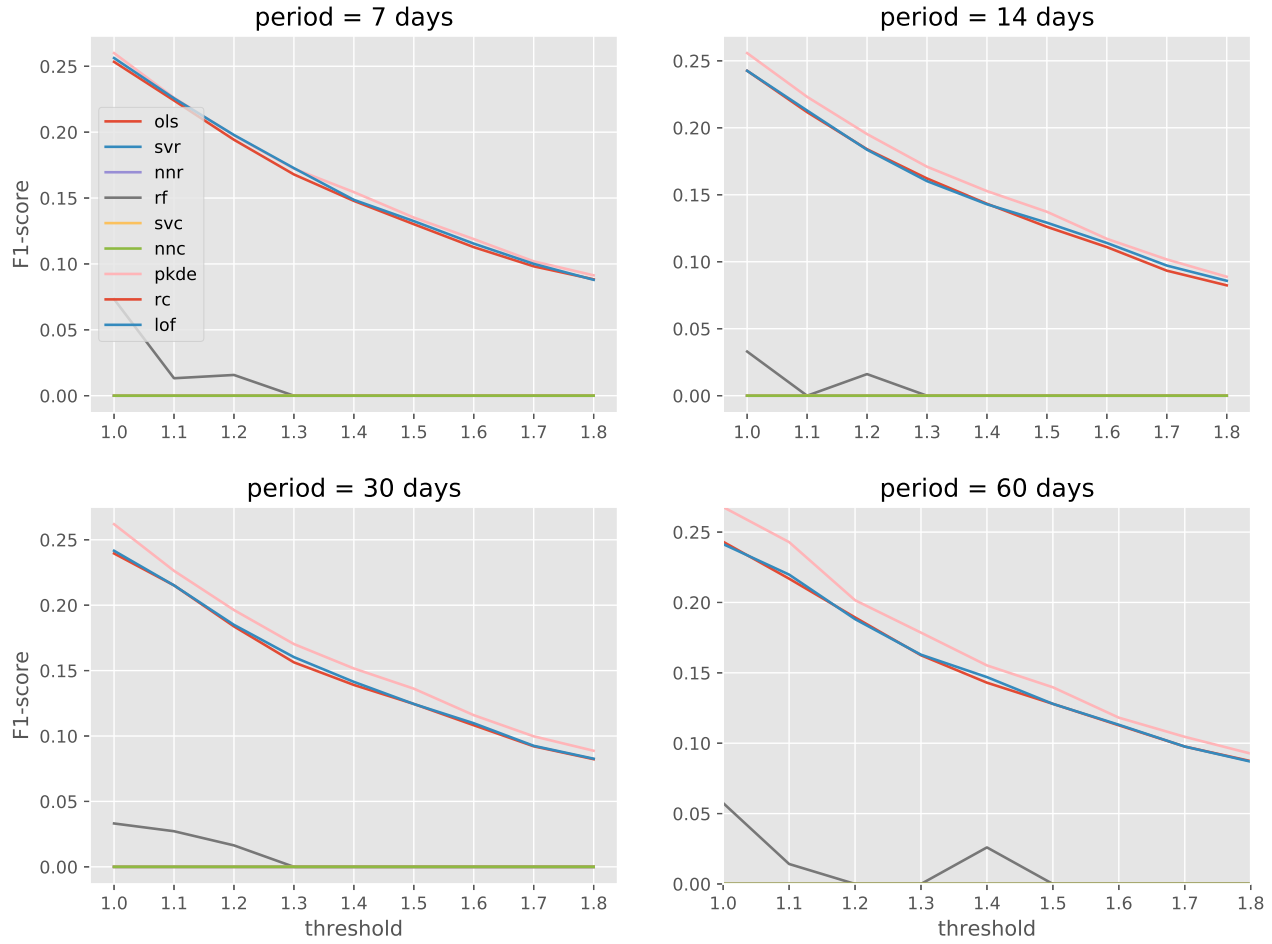 period = 7 days
F1-score
0.25
0.20
0.15
0.10
0.05
0.00
ols
svr
nnr
rf
svc
nnc
pkde
rc
lof
1.0 1.1 1.2 1.3 1.4 1.5 1.6 1.7 1.8
period = 14 days
0.25
0.20
0.15
0.10
0.05
0.00
1.0 1.1 1.2 1.3 1.4 1.5 1.6 1.7 1.8
period = 30 days
F1-score
0.25
0.20
0.15
0.10
0.05
0.00
1.0 1.1 1.2 1.3 1.4 1.5 1.6 1.7 1.8
threshold
period = 60 days
0.25
0.20
0.15
0.10
0.05
0.00
1.0 1.1 1.2 1.3 1.4 1.5 1.6 1.7 1.8
threshold